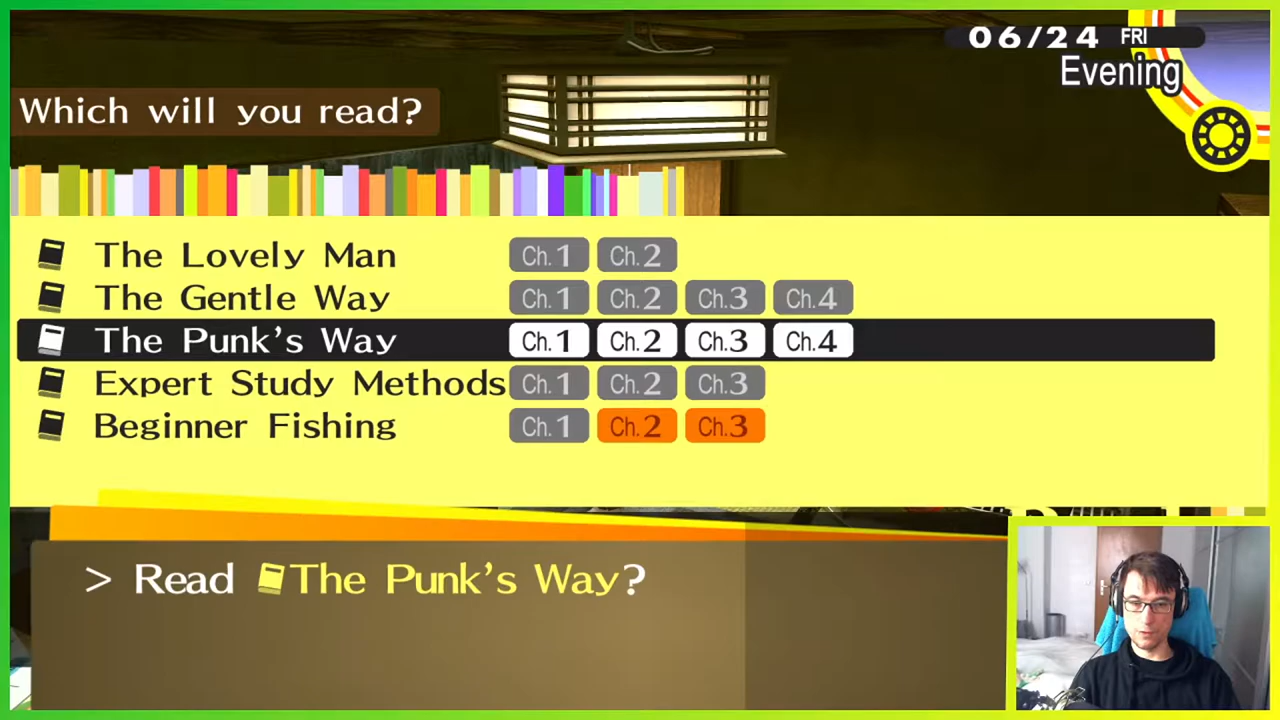 06/24 FRI
Evening
Which will you read?
The Lovely Man Ch.1 Ch.2
The Gentle Way Ch.1 Ch.2 Ch.3 Ch.4
The Punk's Way Ch.1 Ch.2 Ch.3 Ch.4
Expert Study Methods Ch.1 Ch.2 Ch.3
Beginner Fishing Ch.1 Ch.2 Ch.3
> Read The Punk's Way?